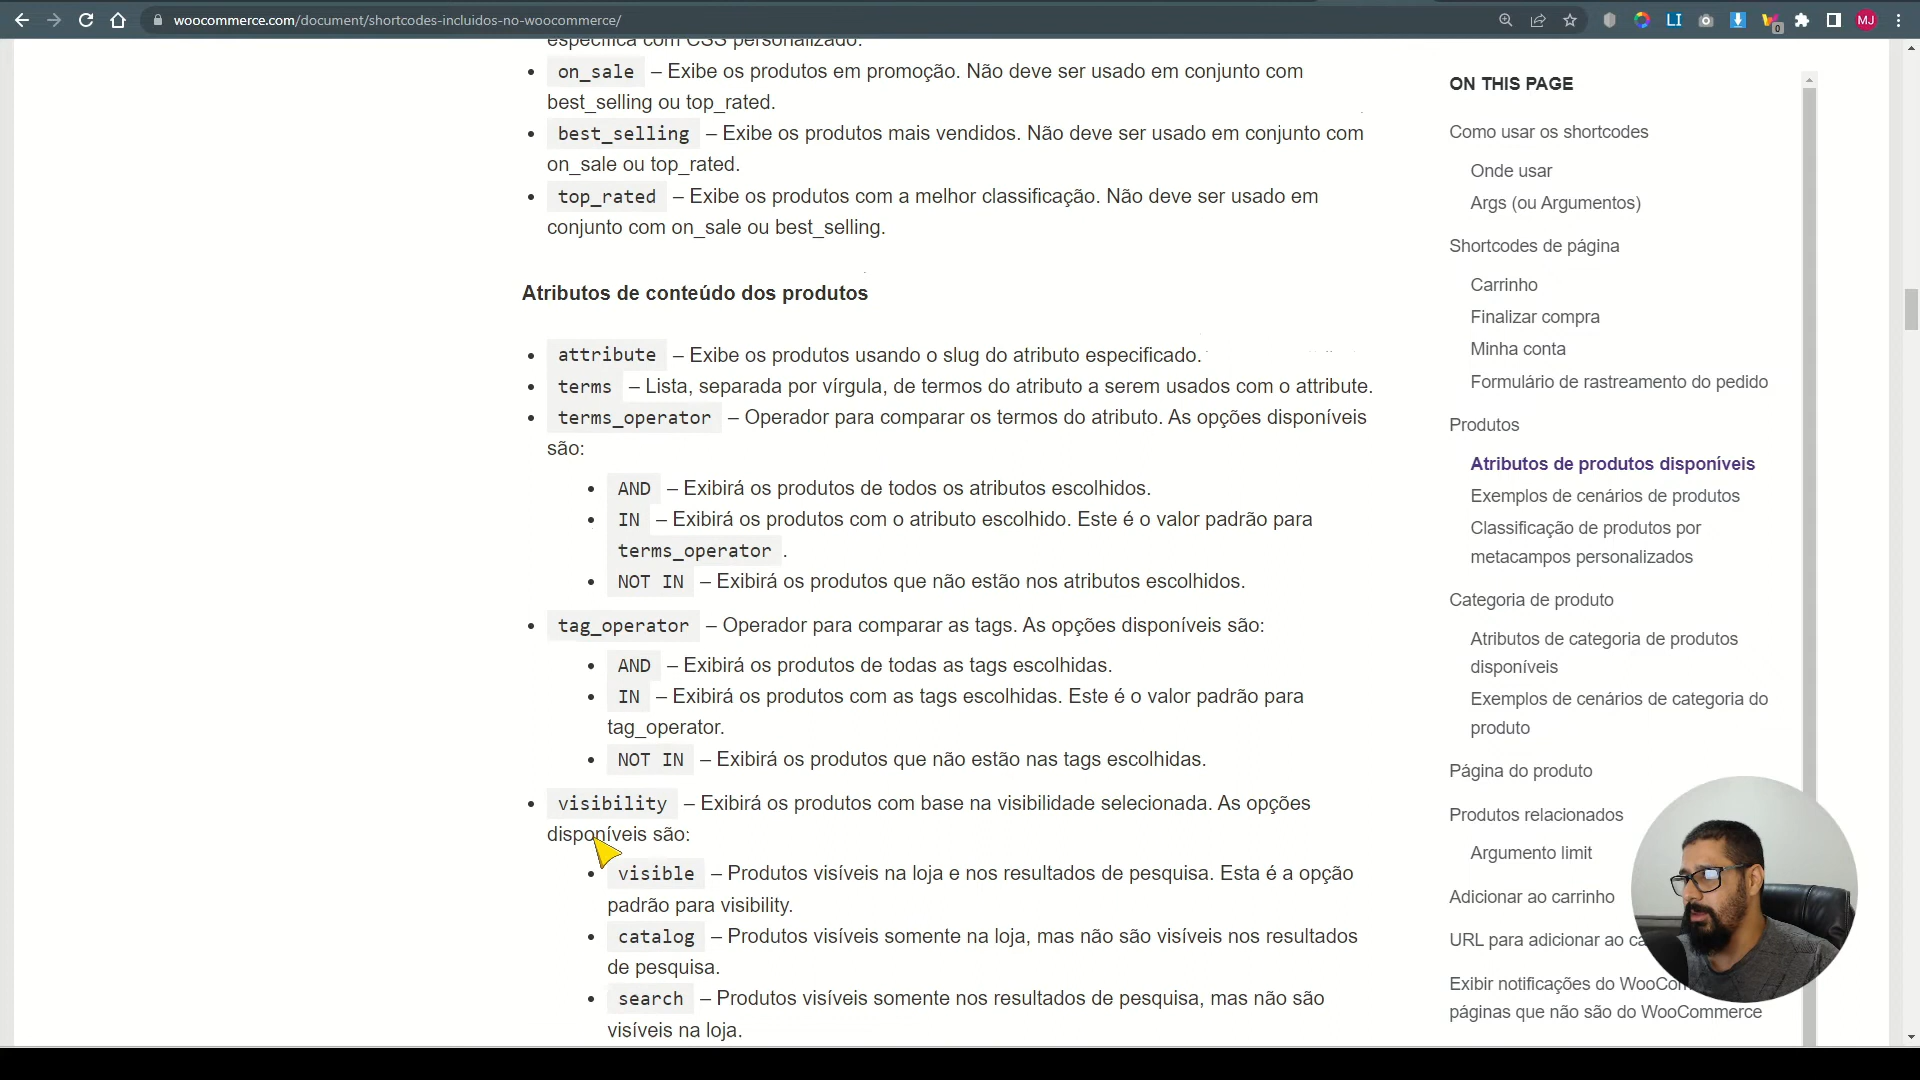 woocommerce.com/document/shortcodes-incluidos-no-woocommerce/
MJ
0
específica com CSS personalizado.
on_sale – Exibe os produtos em promoção. Não deve ser usado em conjunto com
best_selling ou top_rated.
best_selling – Exibe os produtos mais vendidos. Não deve ser usado em conjunto com
on_sale ou top_rated.
top_rated – Exibe os produtos com a melhor classificação. Não deve ser usado em
conjunto com on_sale ou best_selling.
Atributos de conteúdo dos produtos
attribute – Exibe os produtos usando o slug do atributo especificado.
terms – Lista, separada por vírgula, de termos do atributo a serem usados com o attribute.
terms_operator – Operador para comparar os termos do atributo. As opções disponíveis
são:
AND – Exibirá os produtos de todos os atributos escolhidos.
IN – Exibirá os produtos com o atributo escolhido. Este é o valor padrão para
terms_operator .
NOT IN – Exibirá os produtos que não estão nos atributos escolhidos.
tag_operator – Operador para comparar as tags. As opções disponíveis são:
AND – Exibirá os produtos de todas as tags escolhidas.
IN – Exibirá os produtos com as tags escolhidas. Este é o valor padrão para
tag_operator.
NOT IN – Exibirá os produtos que não estão nas tags escolhidas.
visibility – Exibirá os produtos com base na visibilidade selecionada. As opções
disponíveis são:
visible – Produtos visíveis na loja e nos resultados de pesquisa. Esta é a opção
padrão para visibility.
catalog – Produtos visíveis somente na loja, mas não são visíveis nos resultados
de pesquisa.
search – Produtos visíveis somente nos resultados de pesquisa, mas não são
visíveis na loja.
ON THIS PAGE
Como usar os shortcodes
Onde usar
Args (ou Argumentos)
Shortcodes de página
Carrinho
Finalizar compra
Minha conta
Formulário de rastreamento do pedido
Produtos
Atributos de produtos disponíveis
Exemplos de cenários de produtos
Classificação de produtos por
metacampos personalizados
Categoria de produto
Atributos de categoria de produtos
disponíveis
Exemplos de cenários de categoria do
produto
Página do produto
Produtos relacionados
Argumento limit
Adicionar ao carrinho
URL para adicionar ao
Exibir notificações do
páginas que não são do WooCommerce